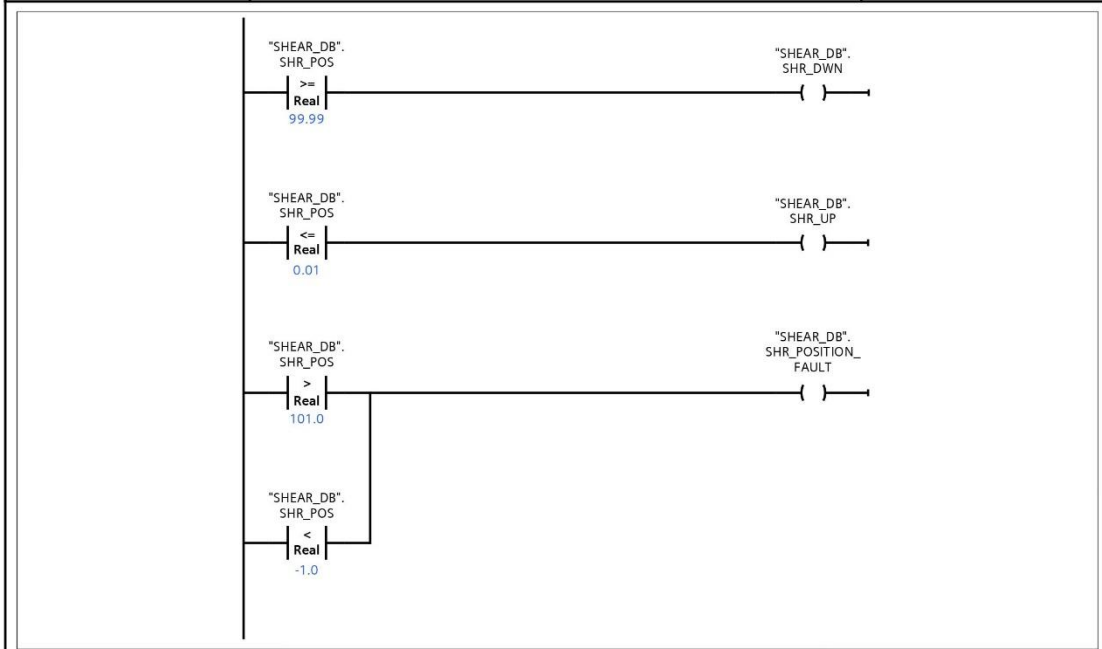 "SHEAR_DB".
SHR_POS
>=
Real
99.99
"SHEAR_DB".
SHR_DWN
"SHEAR_DB".
SHR_POS
<=
Real
0.01
"SHEAR_DB".
SHR_UP
"SHEAR_DB".
SHR_POS
>
Real
101.0
"SHEAR_DB".
SHR_POSITION_
FAULT
"SHEAR_DB".
SHR_POS
<
Real
-1.0